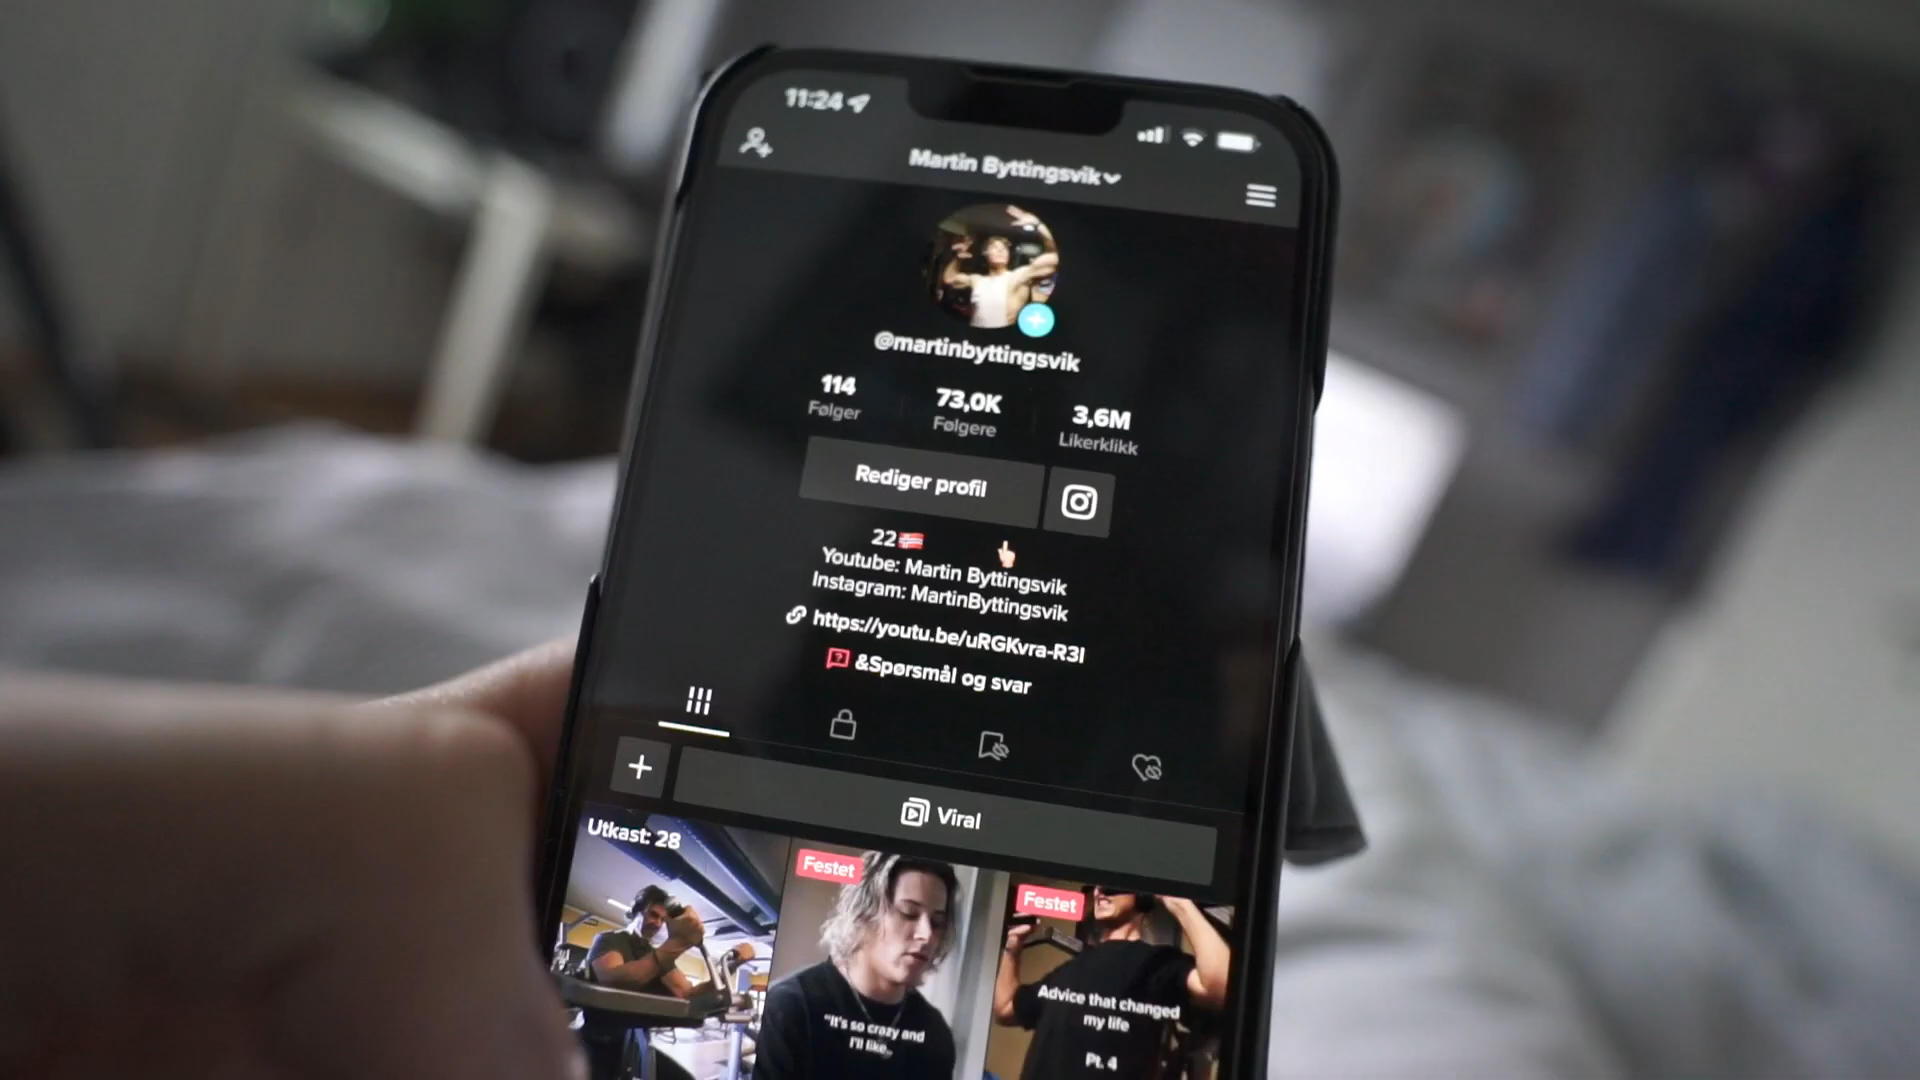 11:24
Martin Byttingsvik
@martinbyttingsvik
114
Følger
73,0K
Følgere
3,6M
Likerklikk
Rediger profil
22🇳🇴 👆🏻
Youtube: Martin Byttingsvik
Instagram: MartinByttingsvik
https://youtu.be/uRGKvra-R3I
&Spørsmål og svar
Viral
Utkast: 28
Festet
"It's so crazy and
I'll like..
Festet
Advice that changed
my life
Pt. 4